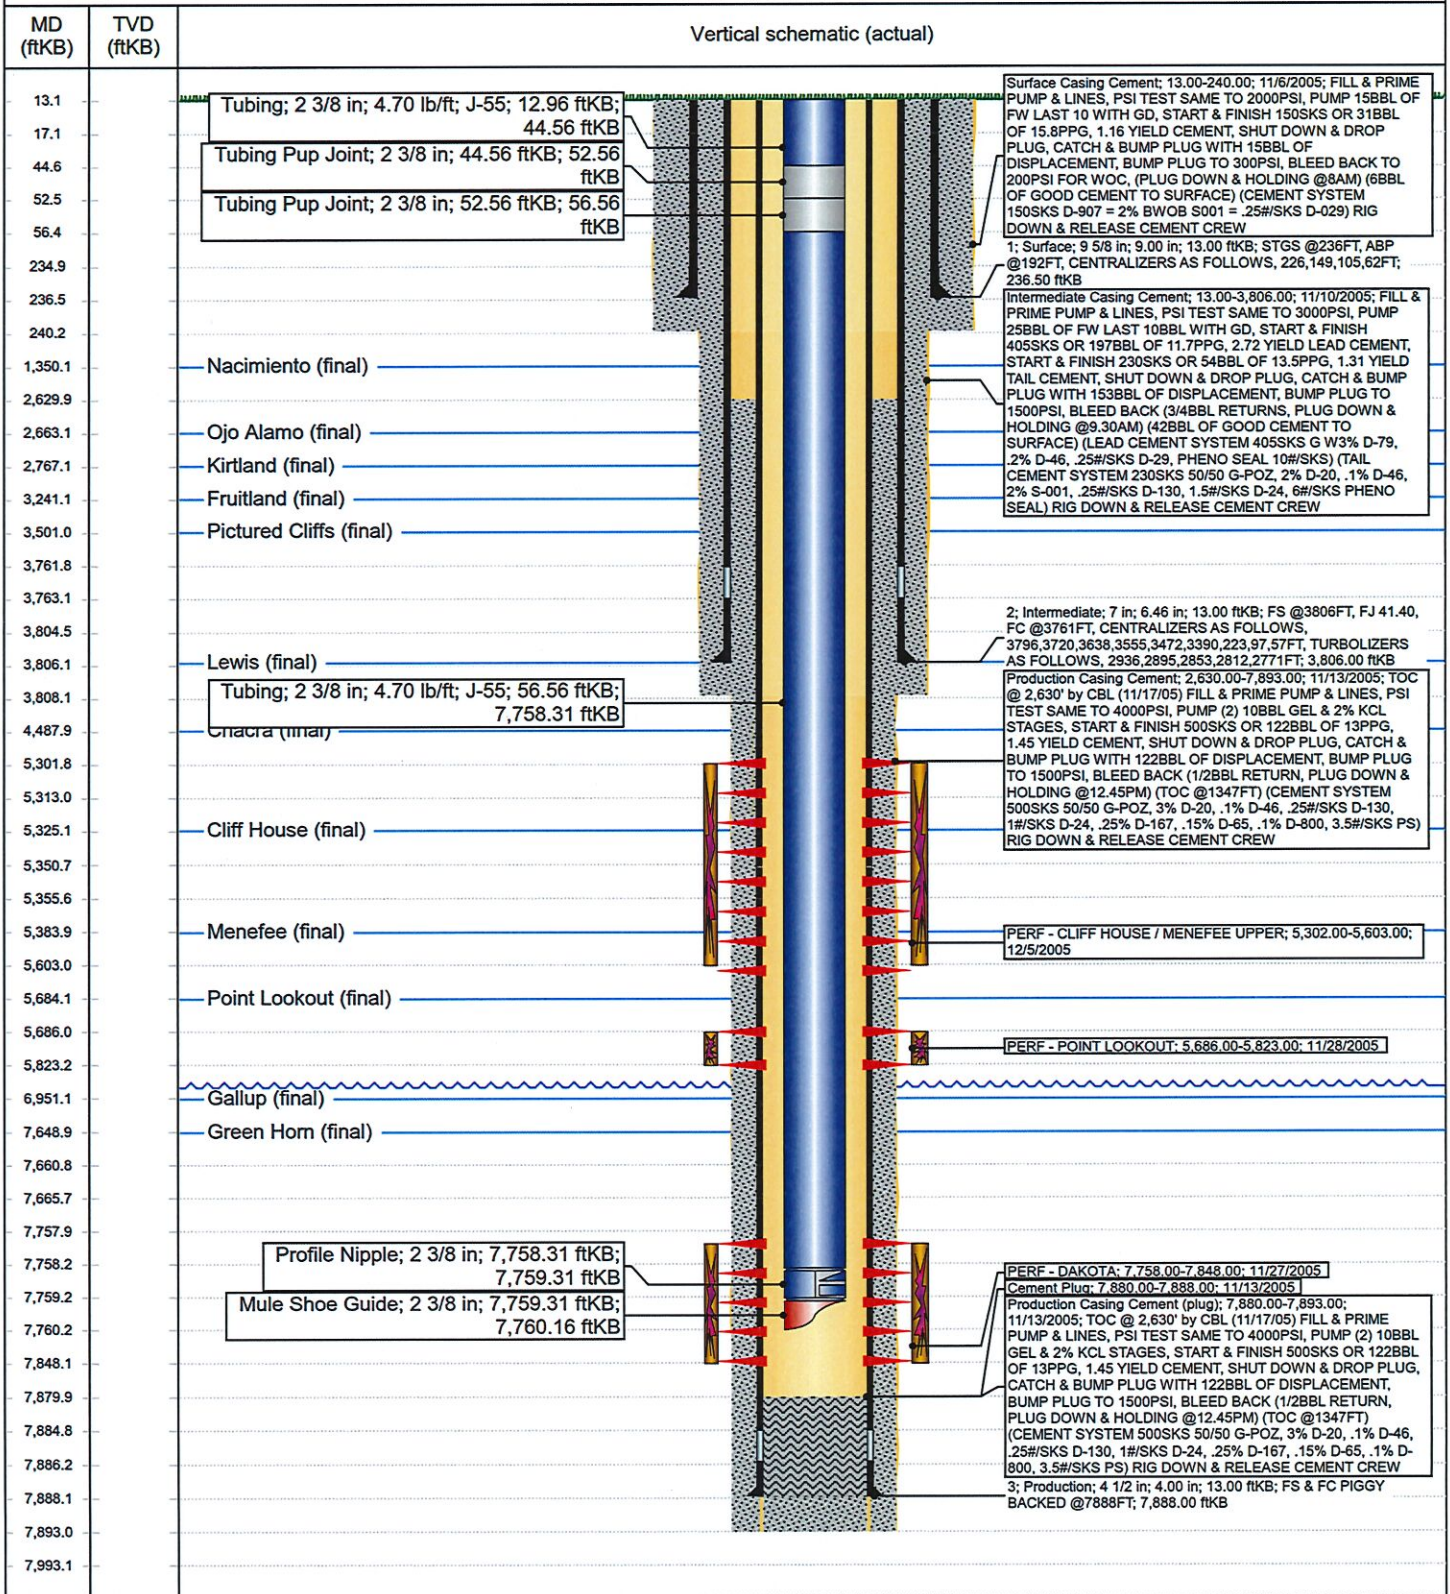 MD
(ftKB)
TVD
(ftKB)
Vertical schematic (actual)
13.1
17.1
44.6
52.5
56.4
234.9
236.5
240.2
1,350.1
2,629.9
2,663.1
2,767.1
3,241.1
3,501.0
3,761.8
3,763.1
3,804.5
3,806.1
3,808.1
4,487.9
5,301.8
5,313.0
5,325.1
5,350.7
5,355.6
5,383.9
5,603.0
5,684.1
5,686.0
5,823.2
6,951.1
7,648.9
7,660.8
7,665.7
7,757.9
7,758.2
7,759.2
7,760.2
7,848.1
7,879.9
7,884.8
7,886.2
7,888.1
7,893.0
7,993.1
Tubing; 2 3/8 in; 4.70 lb/ft; J-55; 12.96 ftKB;
44.56 ftKB
Tubing Pup Joint; 2 3/8 in; 44.56 ftKB; 52.56
ftKB
Tubing Pup Joint; 2 3/8 in; 52.56 ftKB; 56.56
ftKB
Nacimiento (final)
Ojo Alamo (final)
Kirtland (final)
Fruitland (final)
Pictured Cliffs (final)
Lewis (final)
Tubing; 2 3/8 in; 4.70 lb/ft; J-55; 56.56 ftKB;
7,758.31 ftKB
Chacra (final)
Cliff House (final)
Menefee (final)
Point Lookout (final)
Gallup (final)
Green Horn (final)
Profile Nipple; 2 3/8 in; 7,758.31 ftKB;
7,759.31 ftKB
Mule Shoe Guide; 2 3/8 in; 7,759.31 ftKB;
7,760.16 ftKB
Surface Casing Cement; 13.00-240.00; 11/6/2005; FILL & PRIME
PUMP & LINES, PSI TEST SAME TO 2000PSI, PUMP 15BBL OF
FW LAST 10 WITH GD, START & FINISH 150SKS OR 31BBL
OF 15.8PPG, 1.16 YIELD CEMENT, SHUT DOWN & DROP
PLUG, CATCH & BUMP PLUG WITH 15BBL OF
DISPLACEMENT, BUMP PLUG TO 300PSI, BLEED BACK TO
200PSI FOR WOC, (PLUG DOWN & HOLDING @8AM) (6BBL
OF GOOD CEMENT TO SURFACE) (CEMENT SYSTEM
150SKS D-907 = 2% BWOB S001 = .25#/SKS D-029) RIG
DOWN & RELEASE CEMENT CREW
1; Surface; 9 5/8 in; 9.00 in; 13.00 ftKB; STGS @236FT, ABP
@192FT, CENTRALIZERS AS FOLLOWS, 226,149,105,62FT;
236.50 ftKB
Intermediate Casing Cement; 13.00-3,806.00; 11/10/2005; FILL &
PRIME PUMP & LINES, PSI TEST SAME TO 3000PSI, PUMP
25BBL OF FW LAST 10BBL WITH GD, START & FINISH
405SKS OR 197BBL OF 11.7PPG, 2.72 YIELD LEAD CEMENT,
START & FINISH 230SKS OR 54BBL OF 13.5PPG, 1.31 YIELD
TAIL CEMENT, SHUT DOWN & DROP PLUG, CATCH & BUMP
PLUG WITH 153BBL OF DISPLACEMENT, BUMP PLUG TO
1500PSI, BLEED BACK (3/4BBL RETURNS, PLUG DOWN &
HOLDING @9.30AM) (42BBL OF GOOD CEMENT TO
SURFACE) (LEAD CEMENT SYSTEM 405SKS G W3% D-79,
.2% D-46, .25#/SKS D-29, PHENO SEAL 10#/SKS) (TAIL
CEMENT SYSTEM 230SKS 50/50 G-POZ, 2% D-20, .1% D-46,
2% S-001, .25#/SKS D-130, 1.5#/SKS D-24, 6#/SKS PHENO
SEAL) RIG DOWN & RELEASE CEMENT CREW
2; Intermediate; 7 in; 6.46 in; 13.00 ftKB; FS @3806FT, FJ 41.40,
FC @3761FT, CENTRALIZERS AS FOLLOWS,
3796,3720,3638,3555,3472,3390,223,97,57FT, TURBOLIZERS
AS FOLLOWS, 2936,2895,2853,2812,2771FT; 3,806.00 ftKB
Production Casing Cement; 2,630.00-7,893.00; 11/13/2005; TOC
@ 2,630' by CBL (11/17/05) FILL & PRIME PUMP & LINES, PSI
TEST SAME TO 4000PSI, PUMP (2) 10BBL GEL & 2% KCL
STAGES, START & FINISH 500SKS OR 122BBL OF 13PPG,
1.45 YIELD CEMENT, SHUT DOWN & DROP PLUG, CATCH &
BUMP PLUG WITH 122BBL OF DISPLACEMENT, BUMP PLUG
TO 1500PSI, BLEED BACK (1/2BBL RETURN, PLUG DOWN &
HOLDING @12.45PM) (TOC @1347FT) (CEMENT SYSTEM
500SKS 50/50 G-POZ, 3% D-20, .1% D-46, .25#/SKS D-130,
1#/SKS D-24, .25% D-167, .15% D-65, .1% D-800, 3.5#/SKS PS)
RIG DOWN & RELEASE CEMENT CREW
PERF - CLIFF HOUSE / MENEFEE UPPER; 5,302.00-5,603.00;
12/5/2005
PERF - POINT LOOKOUT; 5,686.00-5,823.00; 11/28/2005
PERF - DAKOTA; 7,758.00-7,848.00; 11/27/2005
Cement Plug; 7,880.00-7,888.00; 11/13/2005
Production Casing Cement (plug); 7,880.00-7,893.00;
11/13/2005; TOC @ 2,630' by CBL (11/17/05) FILL & PRIME
PUMP & LINES, PSI TEST SAME TO 4000PSI, PUMP (2) 10BBL
GEL & 2% KCL STAGES, START & FINISH 500SKS OR 122BBL
OF 13PPG, 1.45 YIELD CEMENT, SHUT DOWN & DROP PLUG,
CATCH & BUMP PLUG WITH 122BBL OF DISPLACEMENT,
BUMP PLUG TO 1500PSI, BLEED BACK (1/2BBL RETURN,
PLUG DOWN & HOLDING @12.45PM) (TOC @1347FT)
(CEMENT SYSTEM 500SKS 50/50 G-POZ, 3% D-20, .1% D-46,
.25#/SKS D-130, 1#/SKS D-24, .25% D-167, .15% D-65, .1% D-
800, 3.5#/SKS PS) RIG DOWN & RELEASE CEMENT CREW
3; Production; 4 1/2 in; 4.00 in; 13.00 ftKB; FS & FC PIGGY
BACKED @7888FT; 7,888.00 ftKB